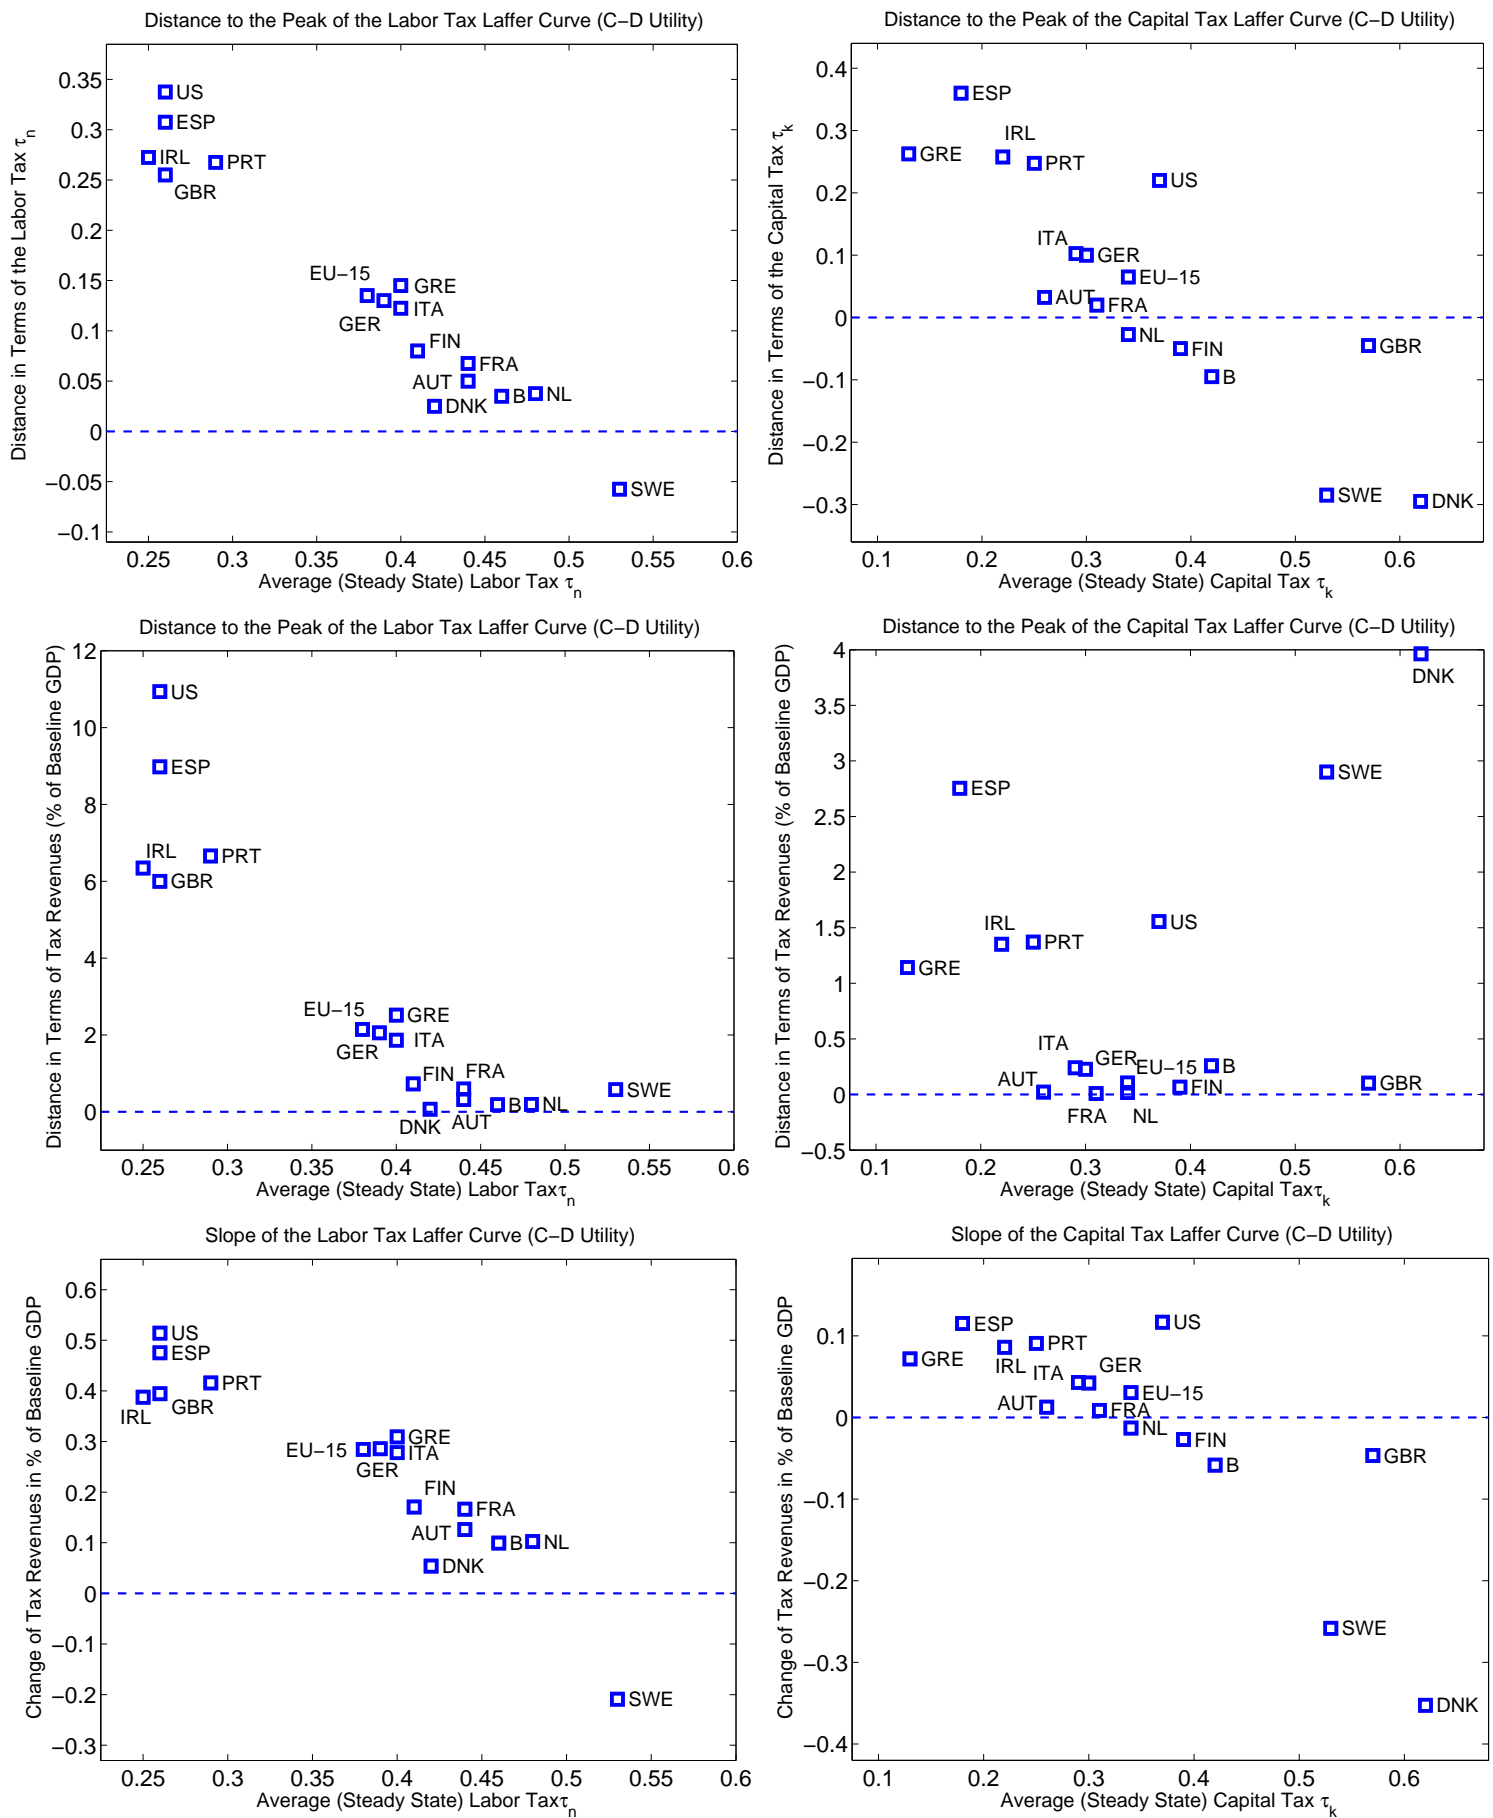 Distance to the Peak of the Labor Tax Laffer Curve (C−D Utility)
Distance in Terms of the Labor Tax τn
0.35
0.3
0.25
0.2
0.15
0.1
0.05
0
−0.05
−0.1
US
ESP
IRL
PRT
GBR
EU−15
GRE
GER
ITA
FIN
FRA
AUT
B
NL
DNK
SWE
0.25 0.3 0.35 0.4 0.45 0.5 0.55 0.6
Average (Steady State) Labor Tax τn
Distance to the Peak of the Capital Tax Laffer Curve (C−D Utility)
Distance in Terms of the Capital Tax τk
0.4
0.3
0.2
0.1
0
−0.1
−0.2
−0.3
ESP
IRL
GRE
PRT
US
ITA
GER
EU−15
AUT
FRA
NL
FIN
GBR
B
SWE
DNK
0.1 0.2 0.3 0.4 0.5 0.6
Average (Steady State) Capital Tax τk
Distance to the Peak of the Labor Tax Laffer Curve (C−D Utility)
Distance in Terms of Tax Revenues (% of Baseline GDP)
12
10
8
6
4
2
0
US
ESP
IRL
PRT
GBR
EU−15
GRE
GER
ITA
FIN
FRA
SWE
B
NL
DNK
AUT
0.25 0.3 0.35 0.4 0.45 0.5 0.55 0.6
Average (Steady State) Labor Taxτn
Distance to the Peak of the Capital Tax Laffer Curve (C−D Utility)
Distance in Terms of Tax Revenues (% of Baseline GDP)
4
3.5
3
2.5
2
1.5
1
0.5
0
−0.5
DNK
SWE
ESP
US
IRL
PRT
GRE
ITA
GER
EU−15
B
AUT
FIN
GBR
FRA
NL
0.1 0.2 0.3 0.4 0.5 0.6
Average (Steady State) Capital Taxτk
Slope of the Labor Tax Laffer Curve (C−D Utility)
Change of Tax Revenues in % of Baseline GDP
0.6
0.5
0.4
0.3
0.2
0.1
0
−0.1
−0.2
−0.3
US
ESP
PRT
GBR
IRL
GRE
EU−15
ITA
GER
FIN
FRA
AUT
B
NL
DNK
SWE
0.25 0.3 0.35 0.4 0.45 0.5 0.55 0.6
Average (Steady State) Labor Taxτn
Slope of the Capital Tax Laffer Curve (C−D Utility)
Change of Tax Revenues in % of Baseline GDP
0.1
0
−0.1
−0.2
−0.3
−0.4
ESP
US
PRT
GRE
IRL
ITA
GER
EU−15
AUT
FRA
NL
FIN
GBR
B
SWE
DNK
0.1 0.2 0.3 0.4 0.5 0.6
Average (Steady State) Capital Tax τk